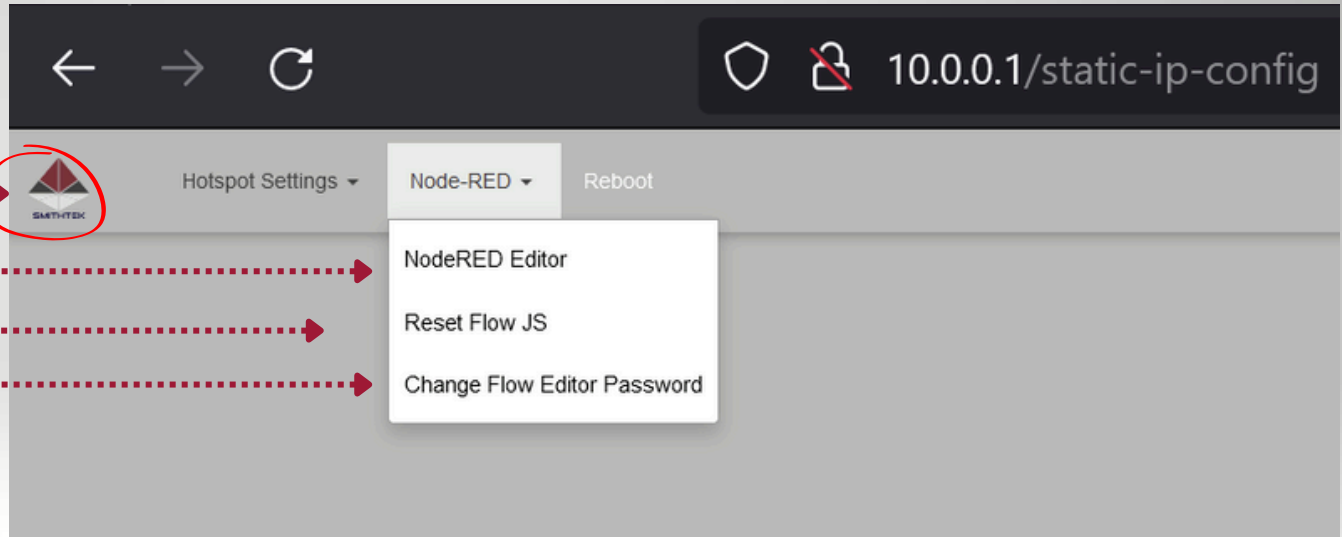 10.0.0.1/static-ip-config
SMITHTEK
Hotspot Settings
Node-RED
Reboot
NodeRED Editor
Reset Flow JS
Change Flow Editor Password